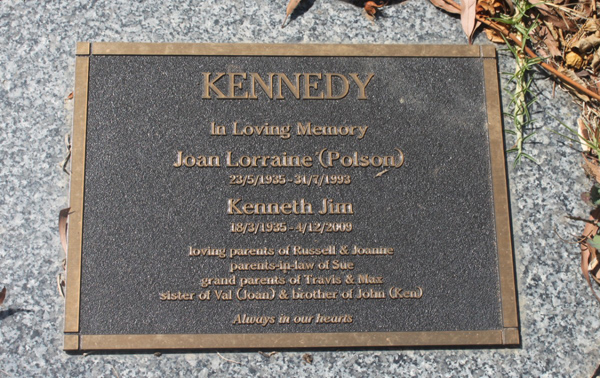 KENNEDY
In Loving Memory
Joan Lorraine (Polson)
23/5/1935 - 31/7/1993
Kenneth Jim
18/3/1935 - 4/12/2009
loving parents of Russell & Joanne
parents-in-law of Sue
grand parents of Travis & Max
sister of Val (Joan) & brother of John (Ken)
Always in our hearts